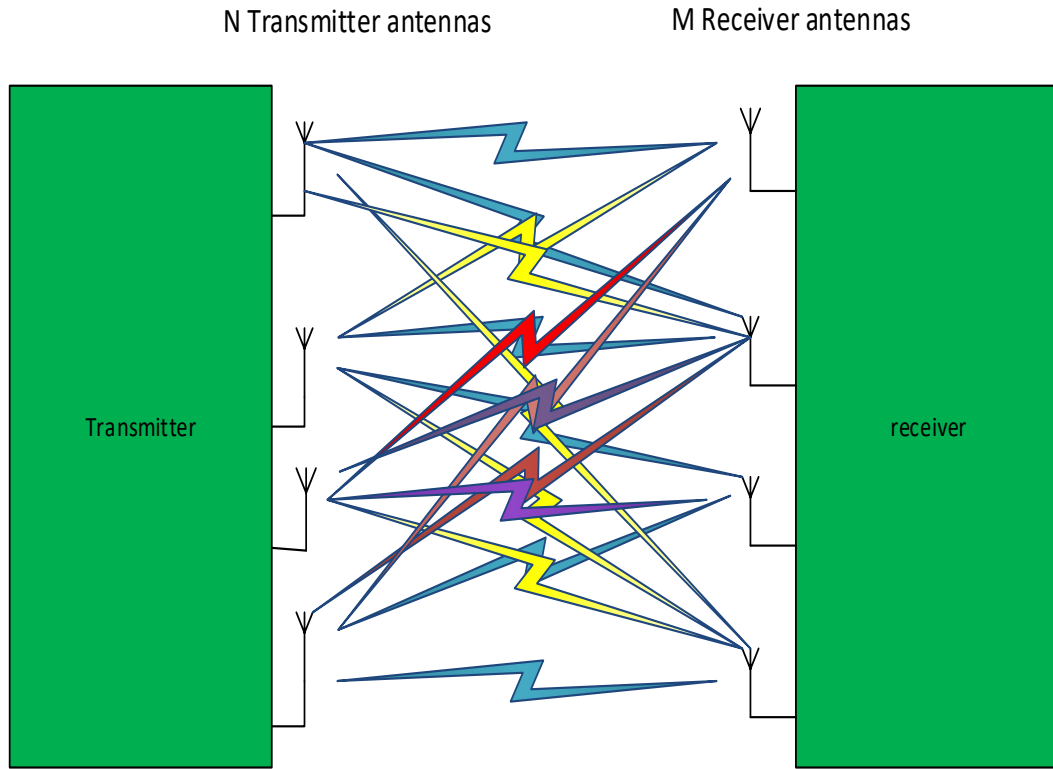 N Transmitter antennas
M Receiver antennas
Transmitter
receiver